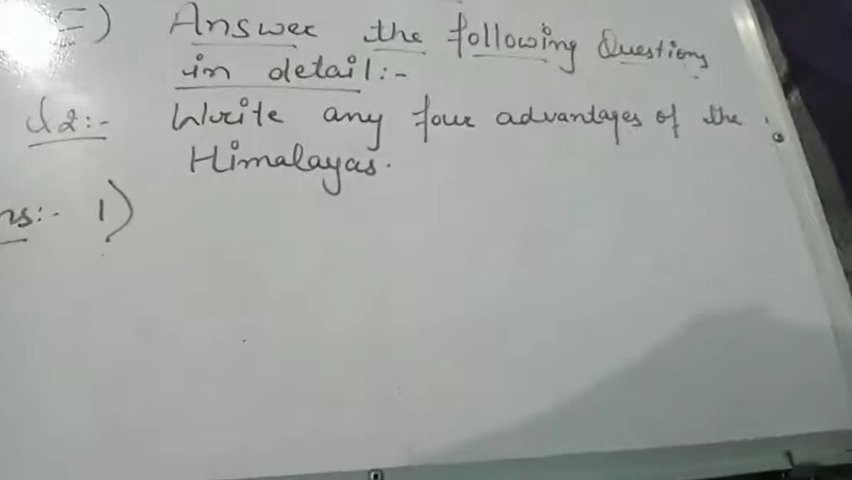 E) Answer the following Questions
in detail:-
Q2:- Write any four advantages of the
Himalayas.
ns:- 1)